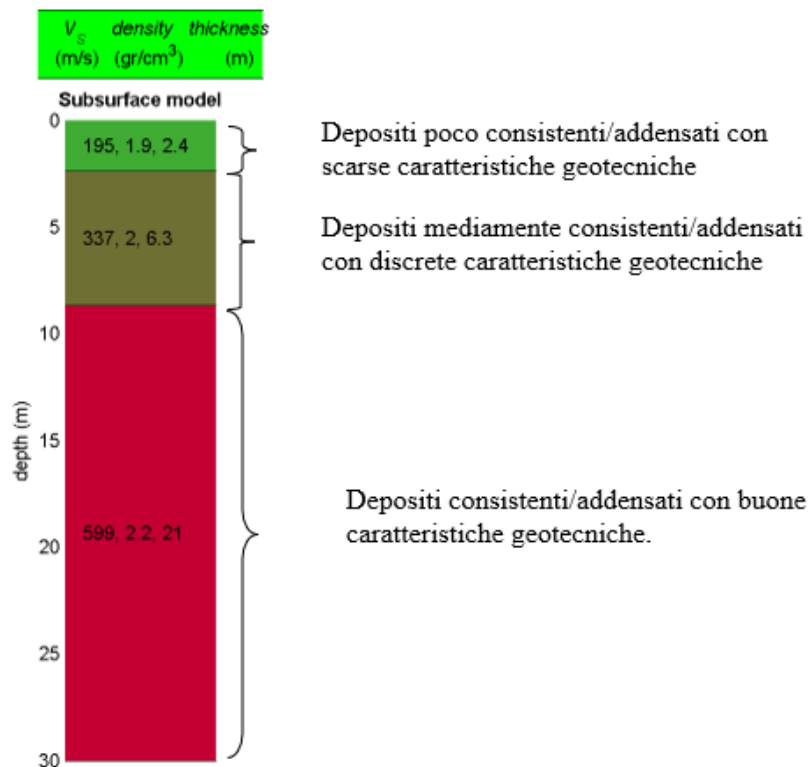 V_S density thickness
(m/s) (gr/cm³) (m)
Subsurface model
0
195, 1.9, 2.4
Depositi poco consistenti/addensati con
scarse caratteristiche geotecniche
5
337, 2, 6.3
Depositi mediamente consistenti/addensati
con discrete caratteristiche geotecniche
10
depth (m)
15
599, 2.2, 21
Depositi consistenti/addensati con buone
caratteristiche geotecniche.
20
25
30